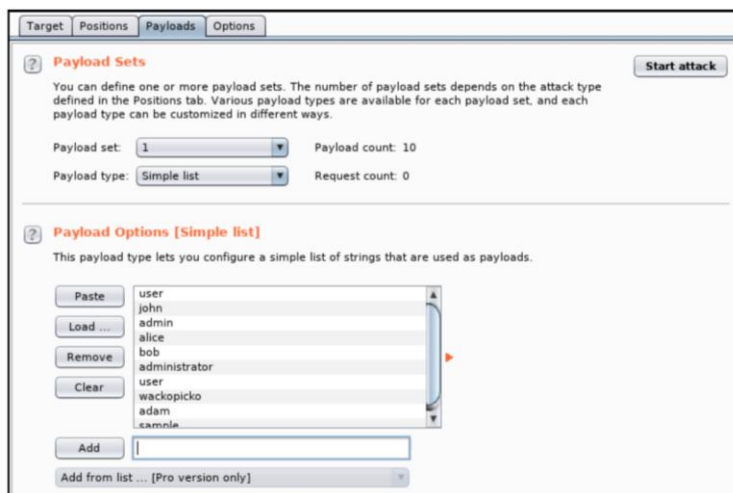 Target Positions Payloads Options
? Payload Sets
Start attack
You can define one or more payload sets. The number of payload sets depends on the attack type
defined in the Positions tab. Various payload types are available for each payload set, and each
payload type can be customized in different ways.
Payload set: 1 Payload count: 10
Payload type: Simple list Request count: 0
? Payload Options [Simple list]
This payload type lets you configure a simple list of strings that are used as payloads.
Paste
Load ...
Remove
Clear
user
john
admin
alice
bob
administrator
user
wackopicko
adam
sample
Add
Add from list ... [Pro version only]